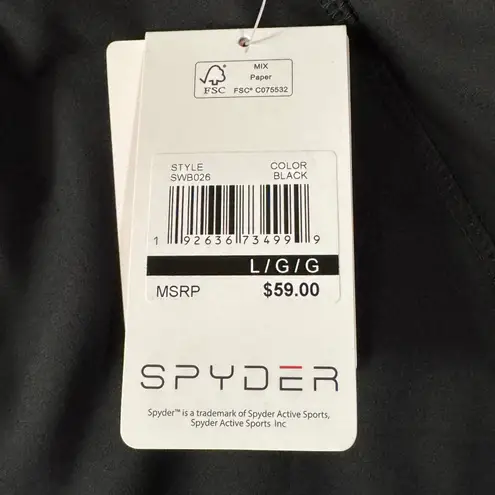 MIX
Paper
FSC
FSC® C075532
STYLE COLOR
SWB026 BLACK
1 92636 73499 9
L/G/G
MSRP $59.00
SPYDER
Spyder™ is a trademark of Spyder Active Sports,
Spyder Active Sports Inc